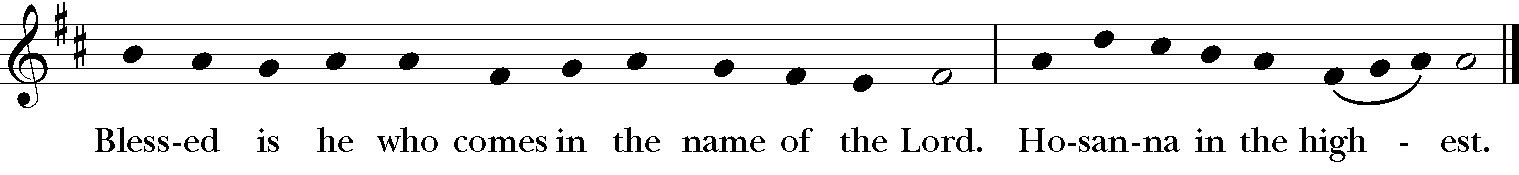 Bless-ed is he who comes in the name of the Lord. Ho-san-na in the high - est.